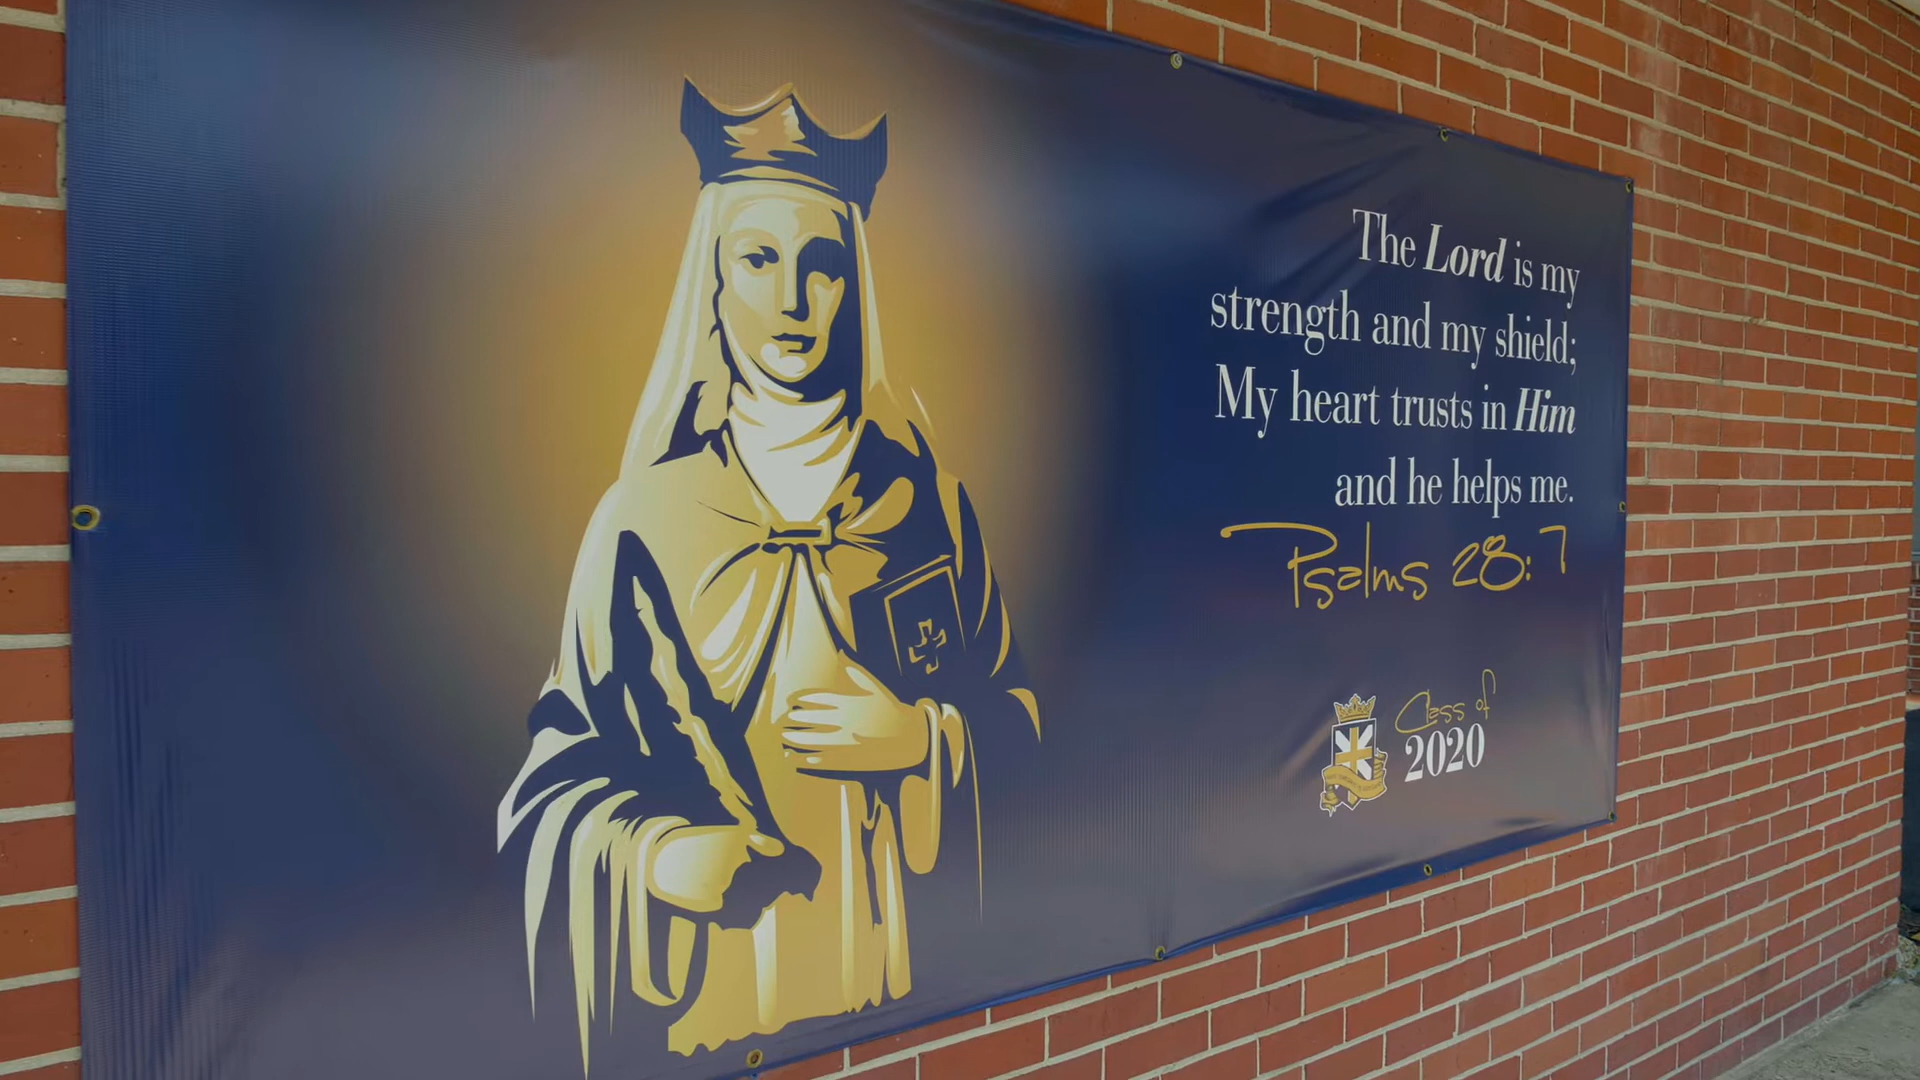 The Lord is my
strength and my shield;
My heart trusts in Him
and he helps me.
Psalms 28:7
Class of
2020